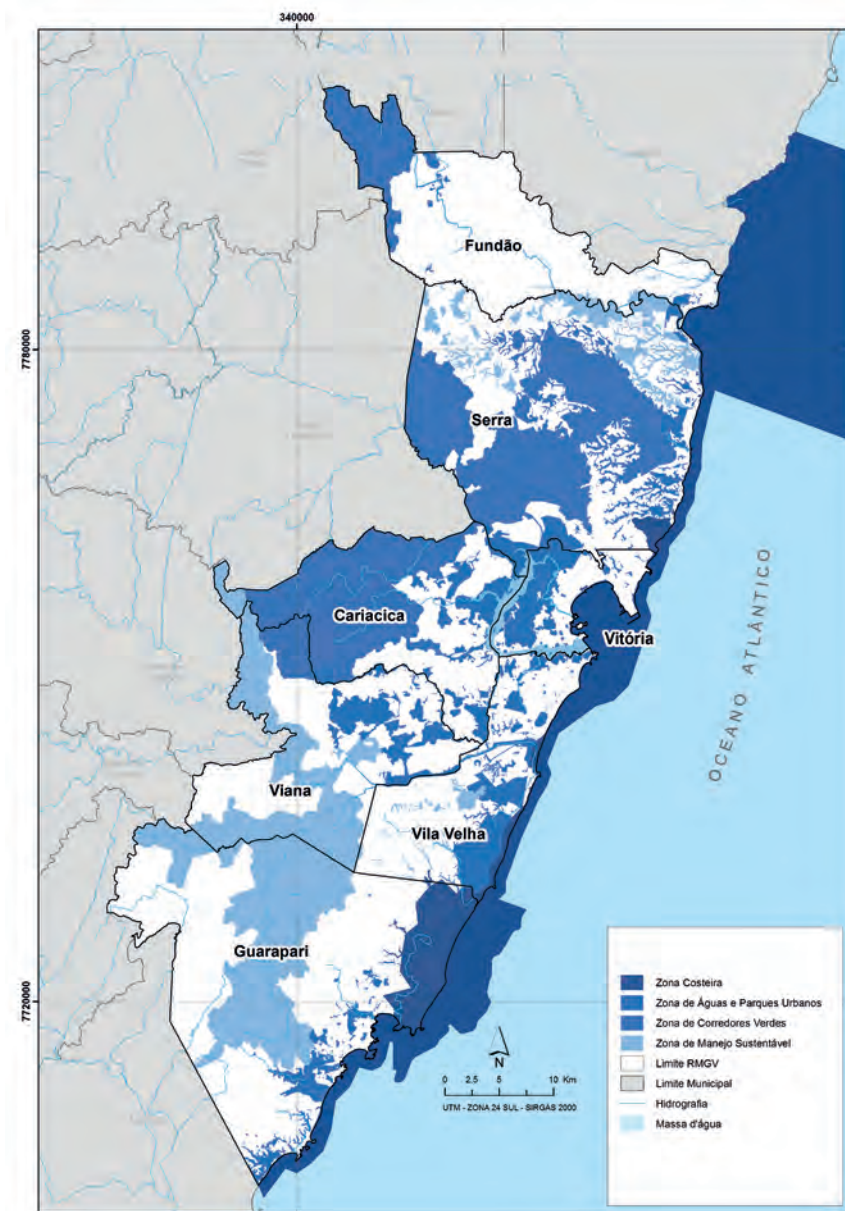 340000
7780000
7720000
Fundão
Serra
Cariacica
Vitória
Viana
Vila Velha
Guarapari
OCEANO ATLÂNTICO
Zona Costeira
Zona de Águas e Parques Urbanos
Zona de Corredores Verdes
Zona de Manejo Sustentável
Limite RMGV
Limite Municipal
Hidrografia
Massa d'água
N
0 2,5 5 10 Km
UTM - ZONA 24 SUL - SIRGAS 2000